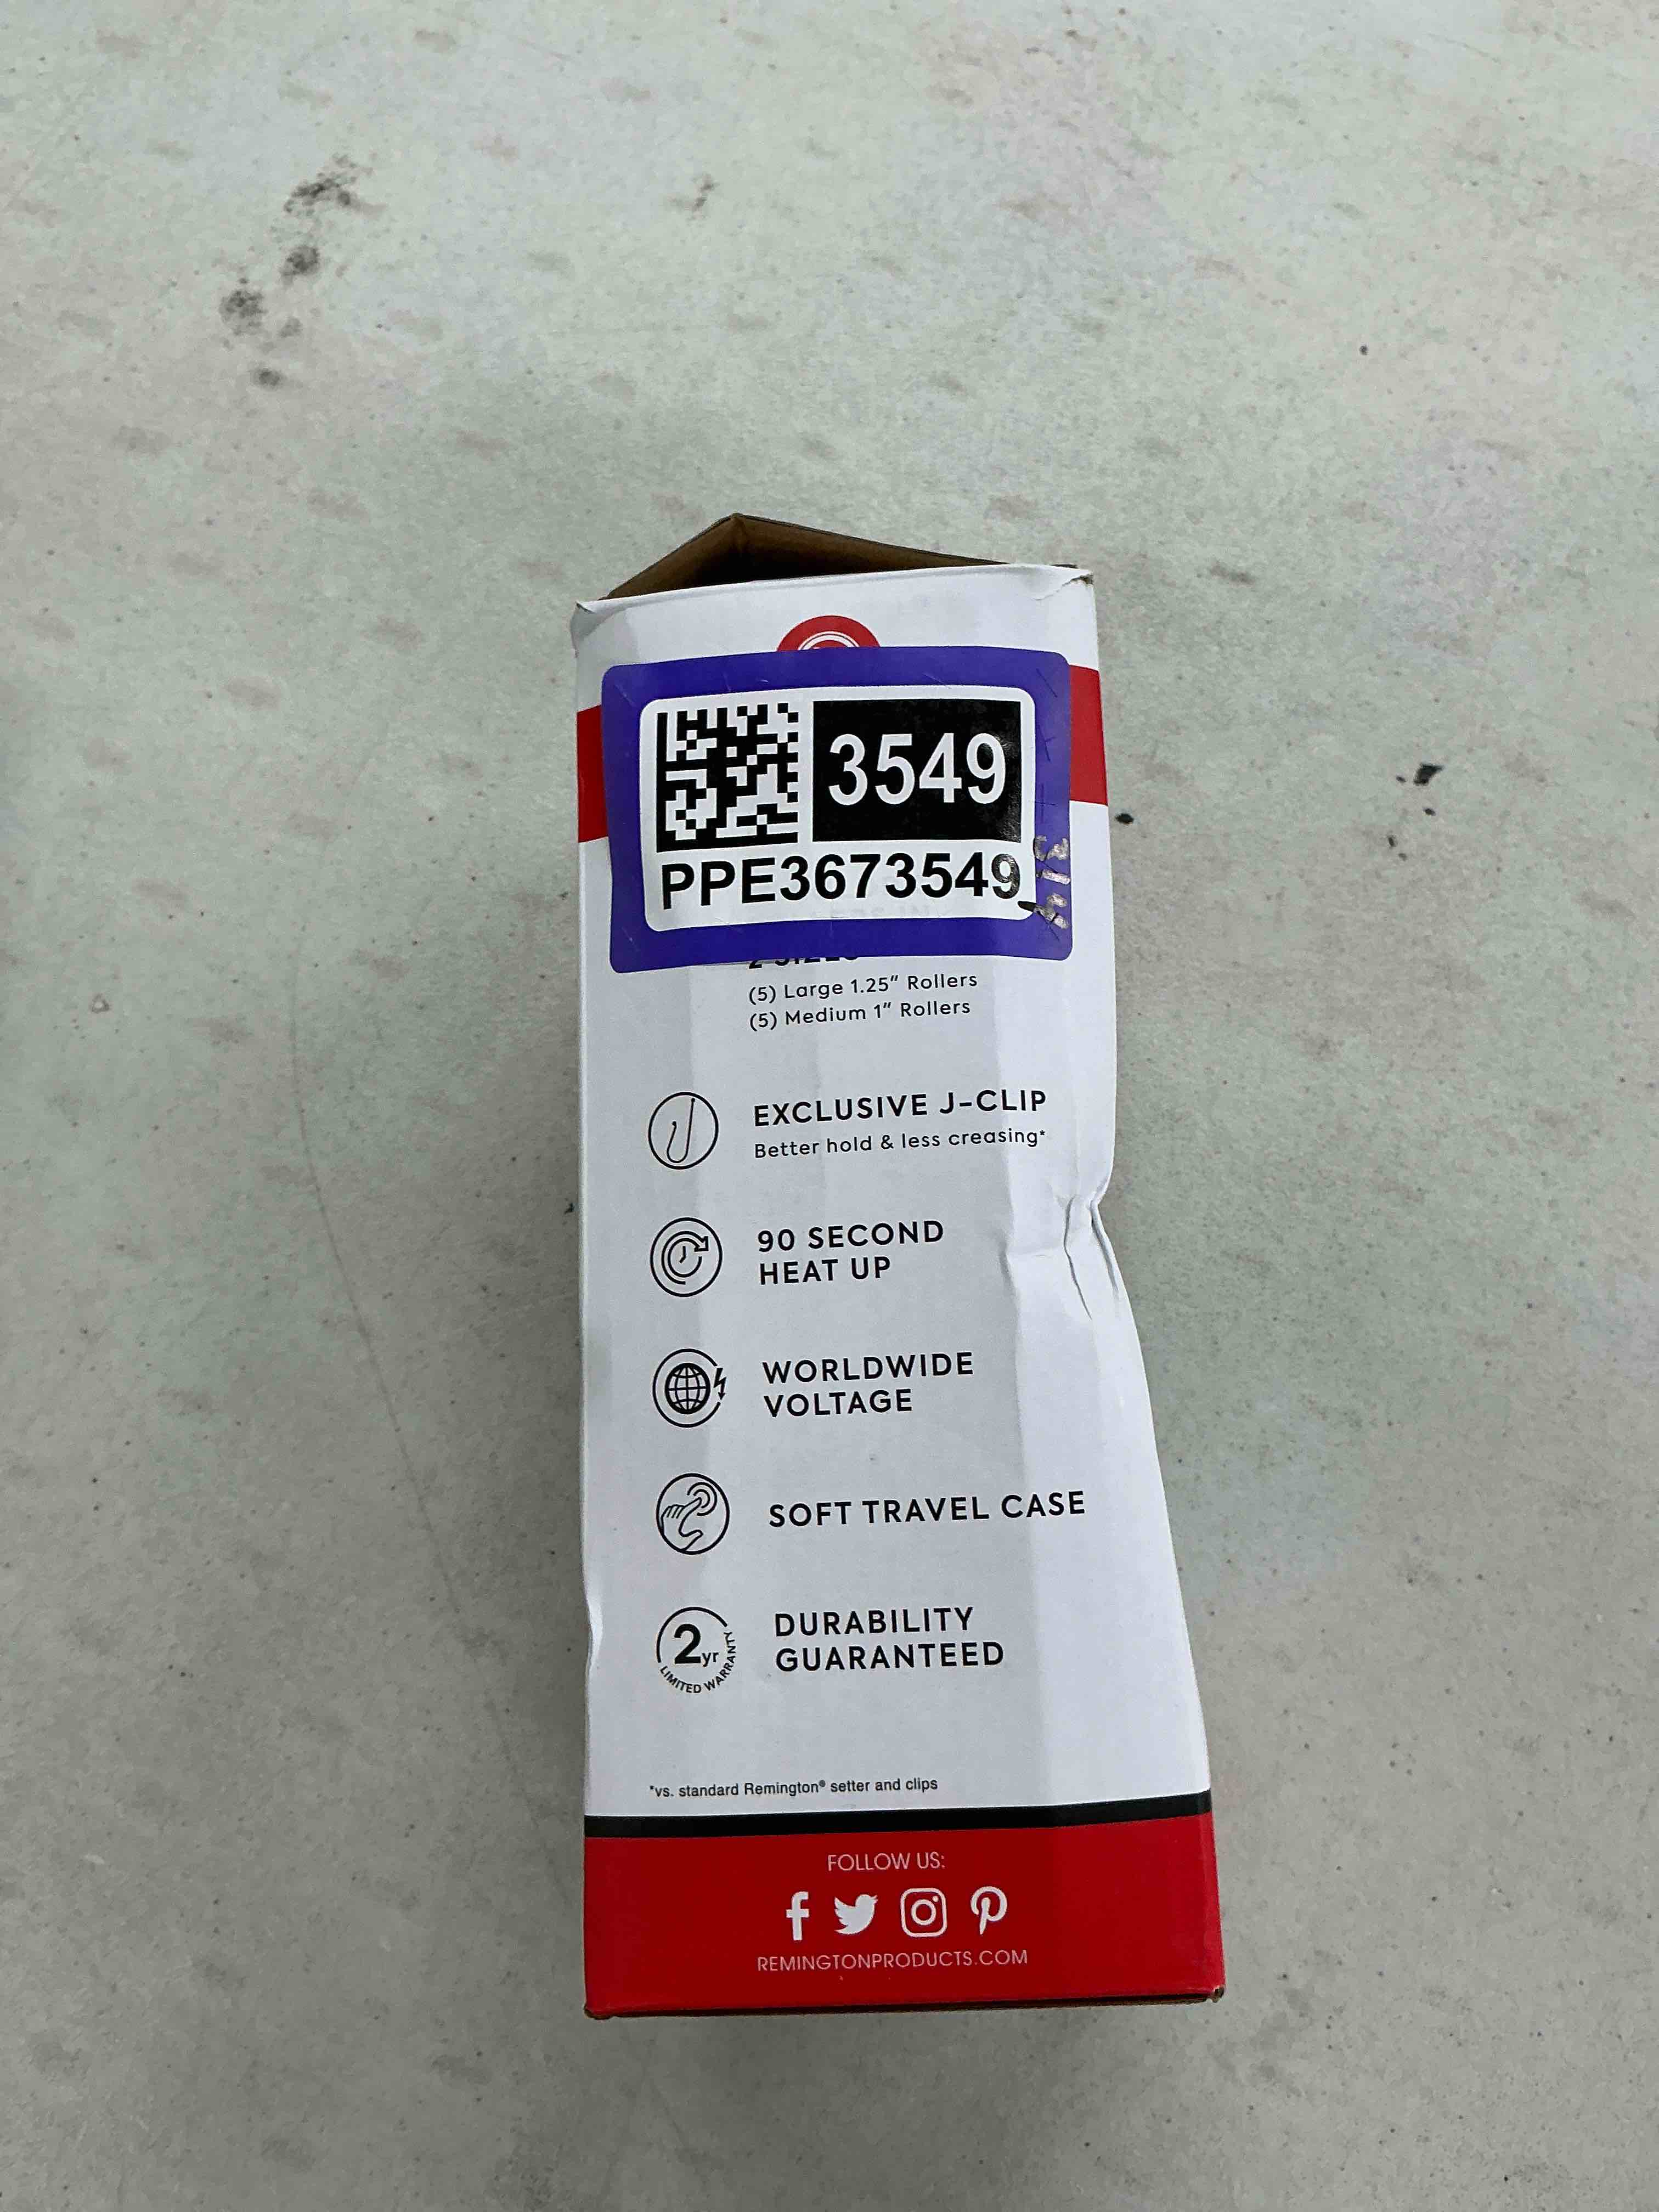 3549
PPE3673549
2 SIZES
(5) Large 1.25" Rollers
(5) Medium 1" Rollers
EXCLUSIVE J-CLIP
Better hold & less creasing*
90 SECOND
HEAT UP
WORLDWIDE
VOLTAGE
SOFT TRAVEL CASE
2yr
LIMITED WARRANTY
DURABILITY
GUARANTEED
*vs. standard Remington® setter and clips
FOLLOW US:
REMINGTONPRODUCTS.COM